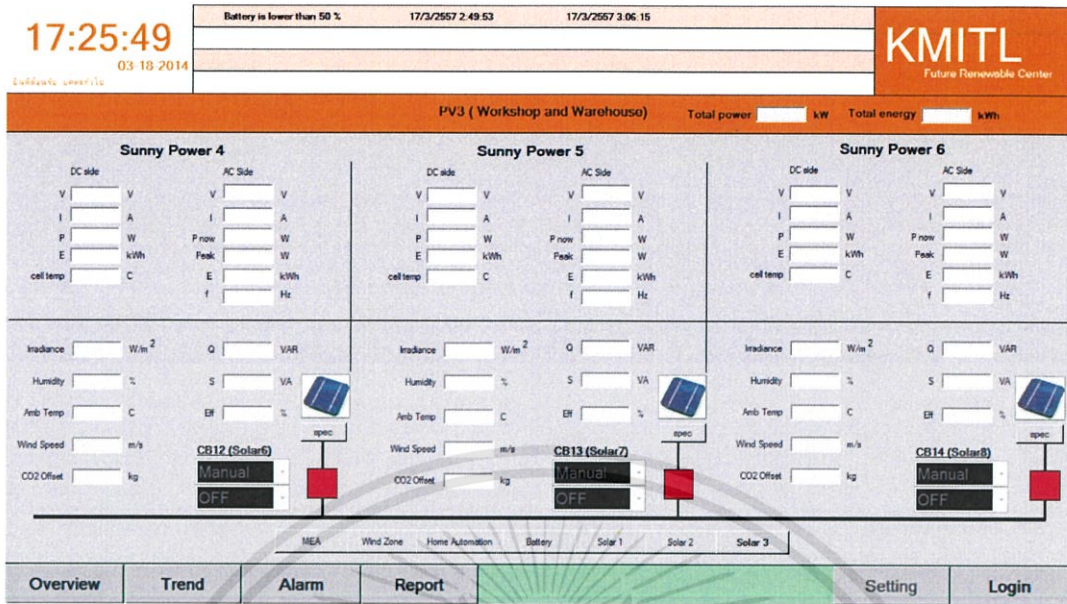 17:25:49
03-18-2014
Battery is lower than 50 % 17/3/2557 2:49:53 17/3/2557 3:06:15
KMITL
Future Renewable Center
PV3 ( Workshop and Warehouse) Total power kW Total energy kWh
Sunny Power 4
DC side AC Side
V V V V
I A I A
P W P now W
E kWh Peak W
cell temp C E kWh
f Hz
Irradiance W/m 2 Q VAR
Humidity % S VA
Amb Temp C Eff %
spec
Wind Speed m/s CB12 (Solar6)
CO2 Offset kg Manual
OFF
Sunny Power 5
DC side AC Side
V V V V
I A I A
P W P now W
E kWh Peak W
cell temp C E kWh
f Hz
Irradiance W/m 2 Q VAR
Humidity % S VA
Amb Temp C Eff %
spec
Wind Speed m/s CB13 (Solar7)
CO2 Offset kg Manual
OFF
Sunny Power 6
DC side AC Side
V V V V
I A I A
P W P now W
E kWh Peak W
cell temp C E kWh
f Hz
Irradiance W/m 2 Q VAR
Humidity % S VA
Amb Temp C Eff %
spec
Wind Speed m/s CB14 (Solar8)
CO2 Offset kg Manual
OFF
MEA Wind Zone Home Automation Battery Solar 1 Solar 2 Solar 3
Overview Trend Alarm Report Setting Login